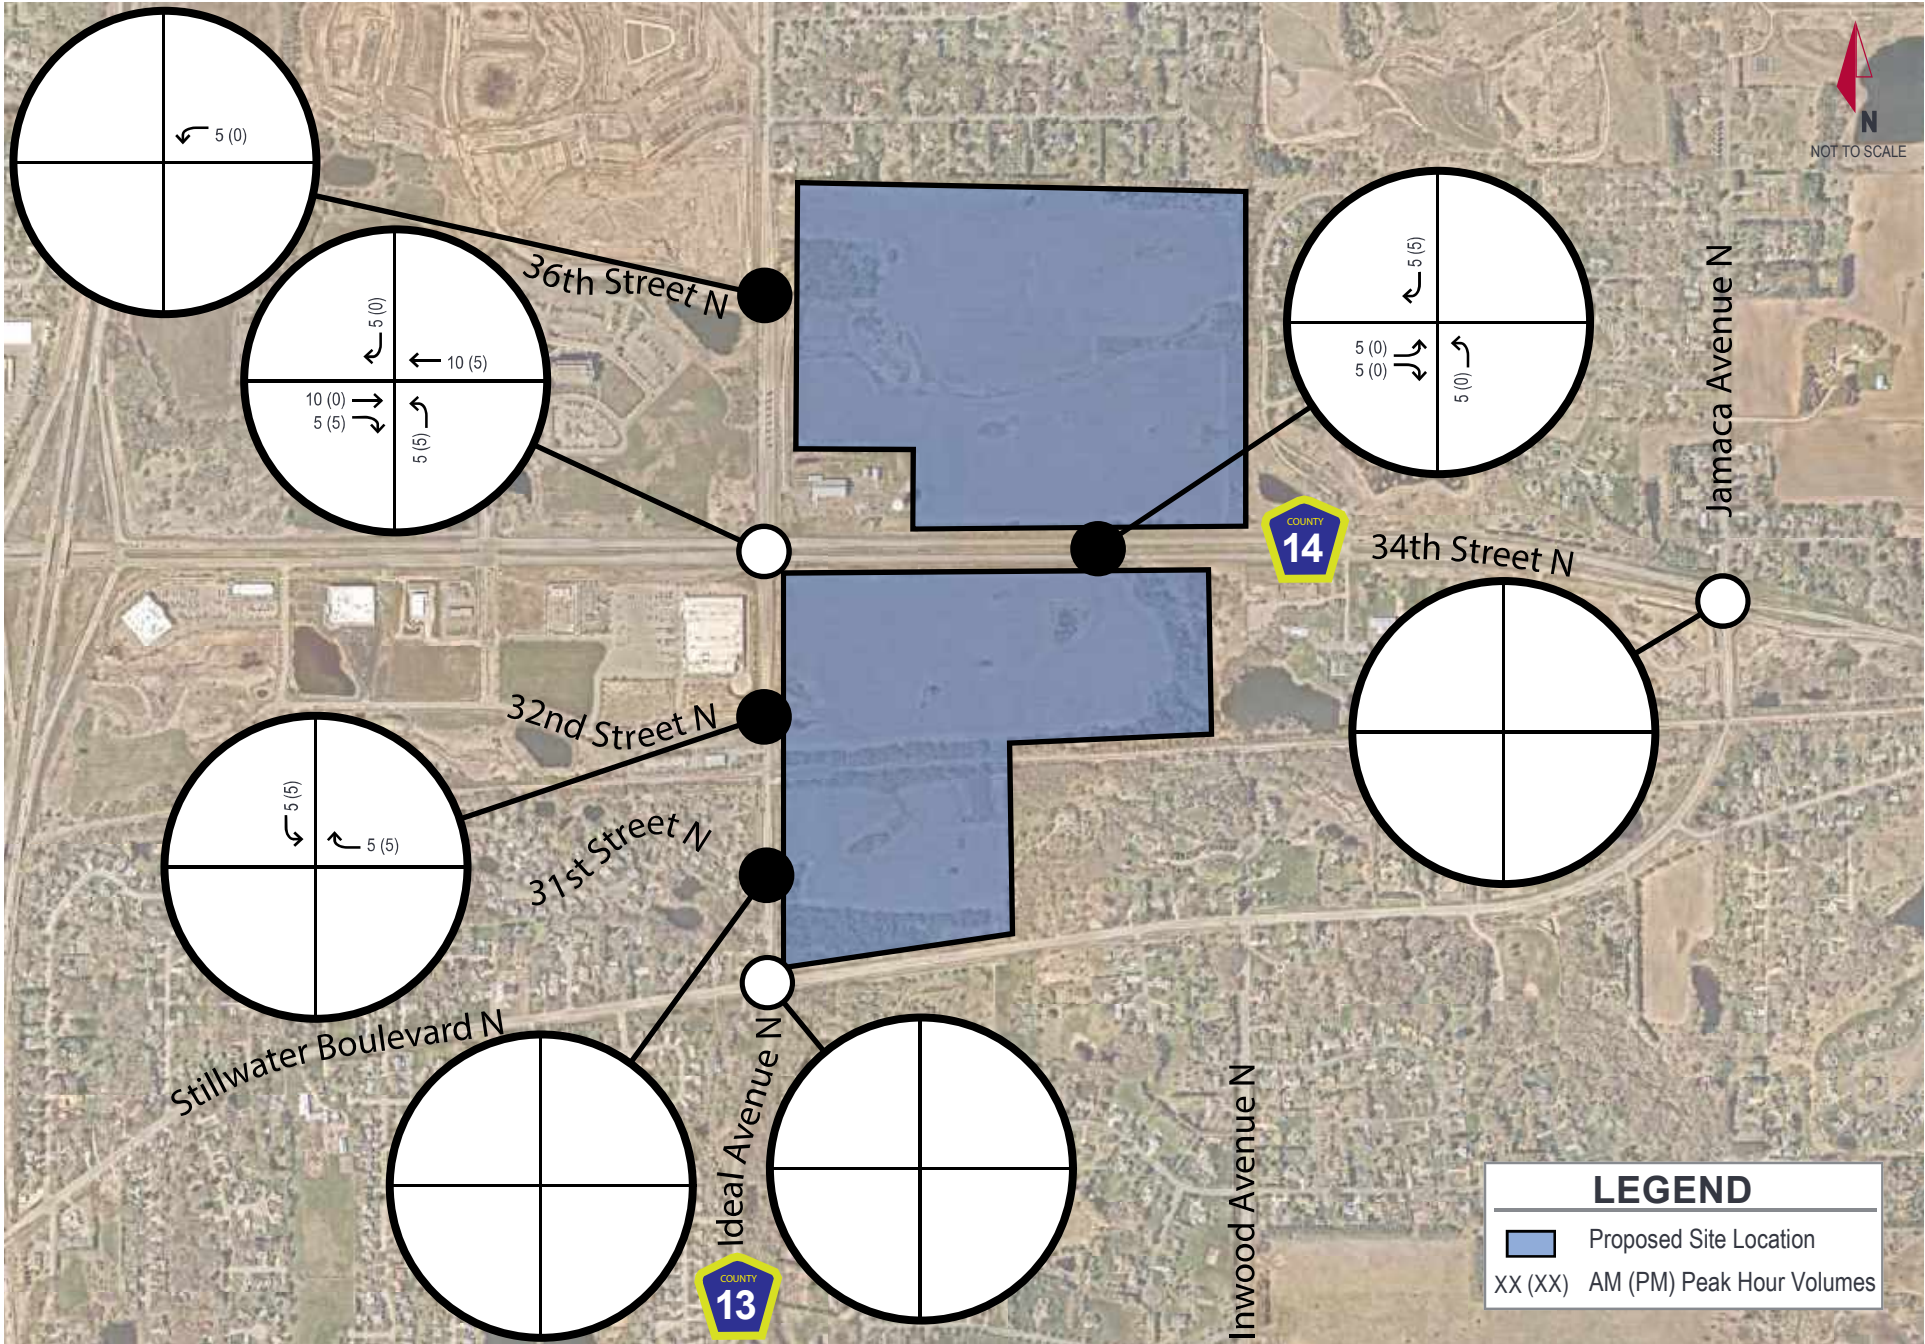 5 (0)
N
NOT TO SCALE
36th Street N
5 (0)
10 (5)
10 (0)
5 (5)
5 (5)
5 (5)
5 (0)
5 (0)
5 (0)
Jamaca Avenue N
COUNTY
14
34th Street N
32nd Street N
5 (5)
5 (5)
31st Street N
Stillwater Boulevard N
Ideal Avenue N
COUNTY
13
Inwood Avenue N
LEGEND
Proposed Site Location
XX (XX) AM (PM) Peak Hour Volumes